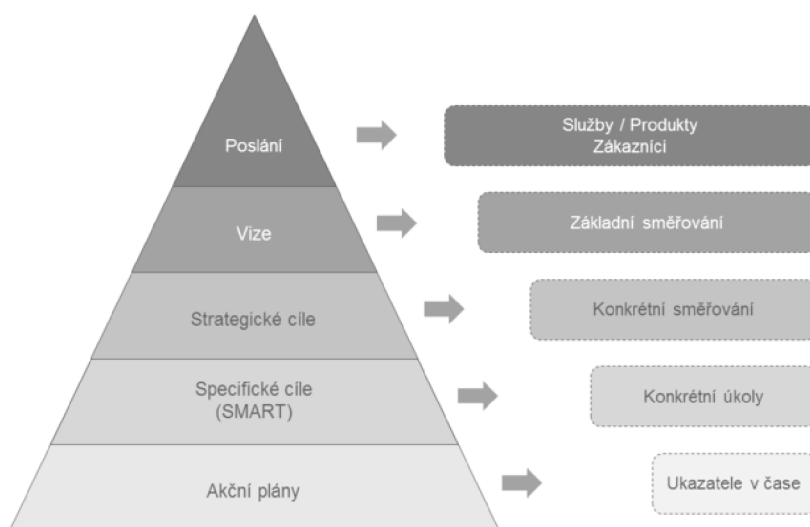 Poslání
Služby / Produkty
Zákazníci
Vize
Základní směřování
Strategické cíle
Konkrétní směřování
Specifické cíle
(SMART)
Konkrétní úkoly
Akční plány
Ukazatele v čase